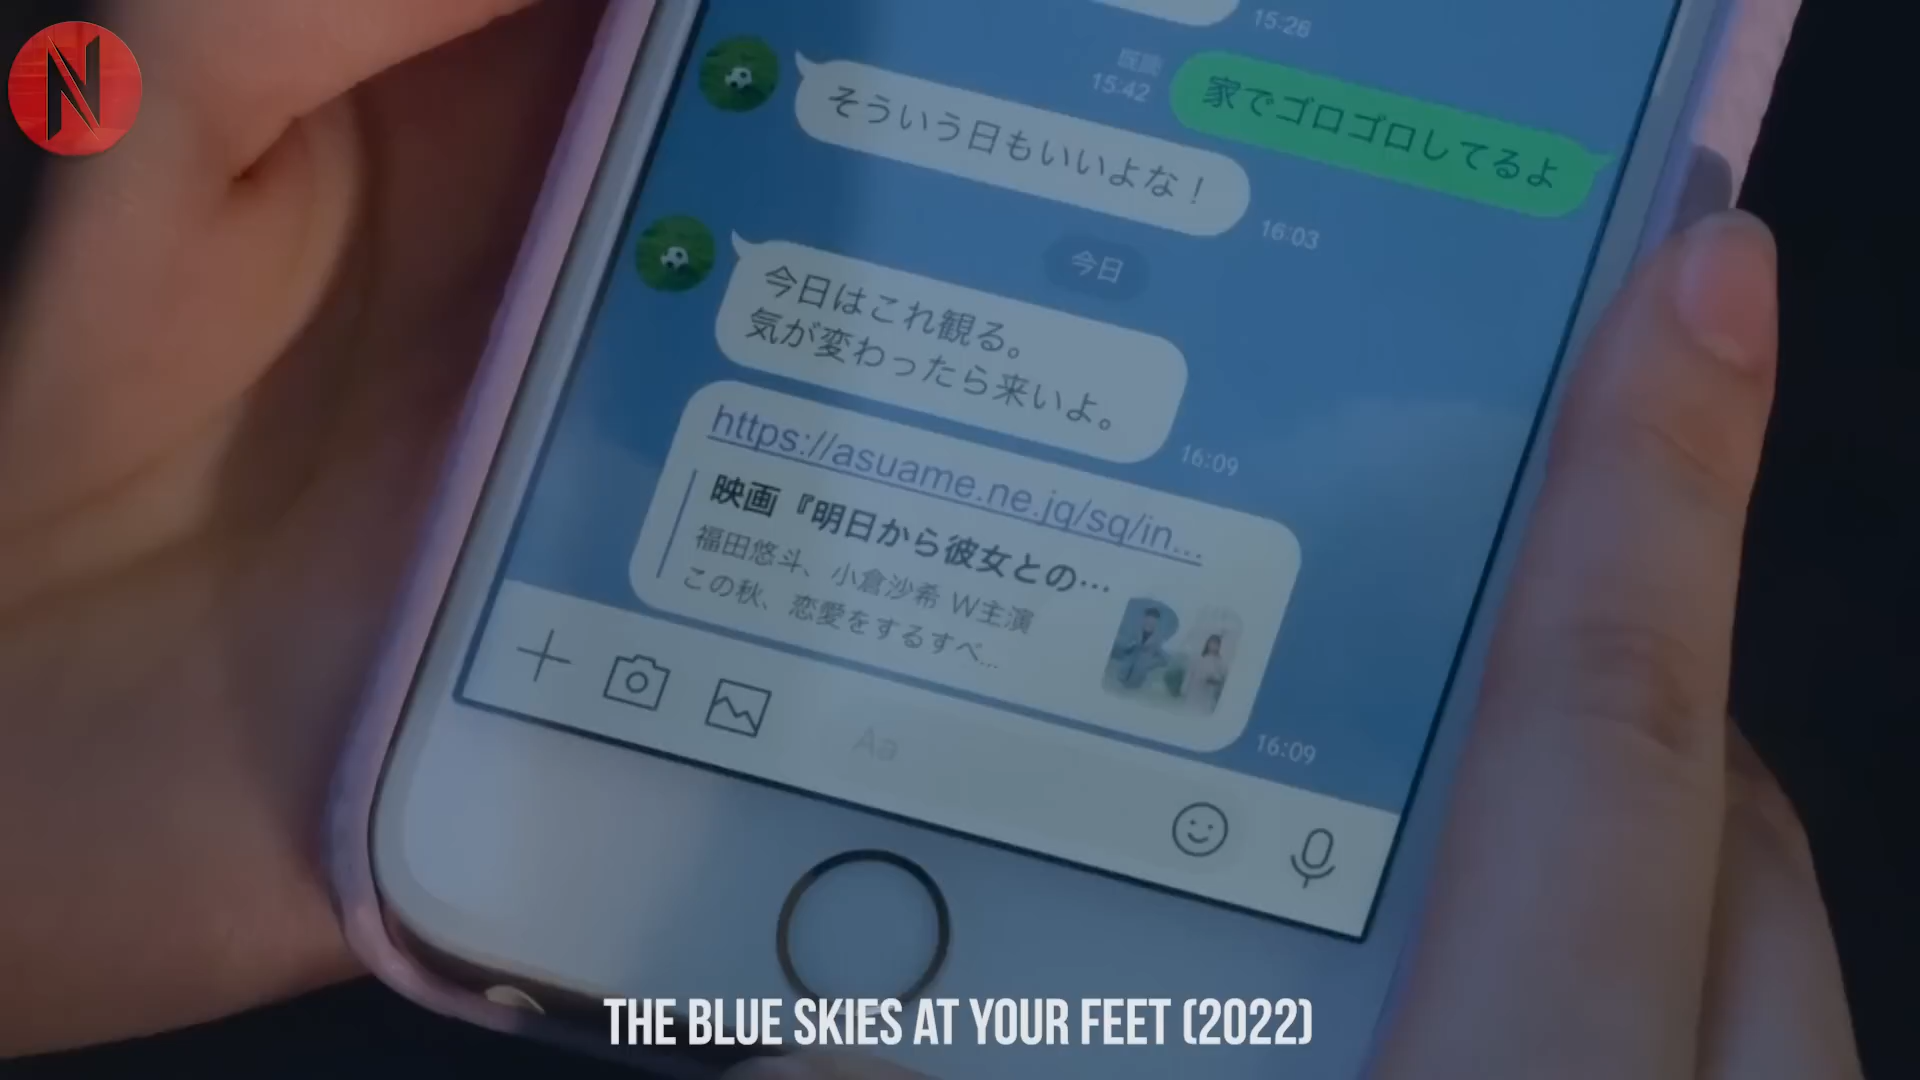 N
15:26
既読
15:42
家でゴロゴロしてるよ
そういう日もいいよな！
16:03
今日
今日はこれ観る。
気が変わったら来いよ。
16:09
https://asuame.ne.jq/sq/in...
映画『明日から彼女との…
福田悠斗、小倉沙希 W主演
この秋、恋愛をするすべ...
16:09
Aa
THE BLUE SKIES AT YOUR FEET (2022)